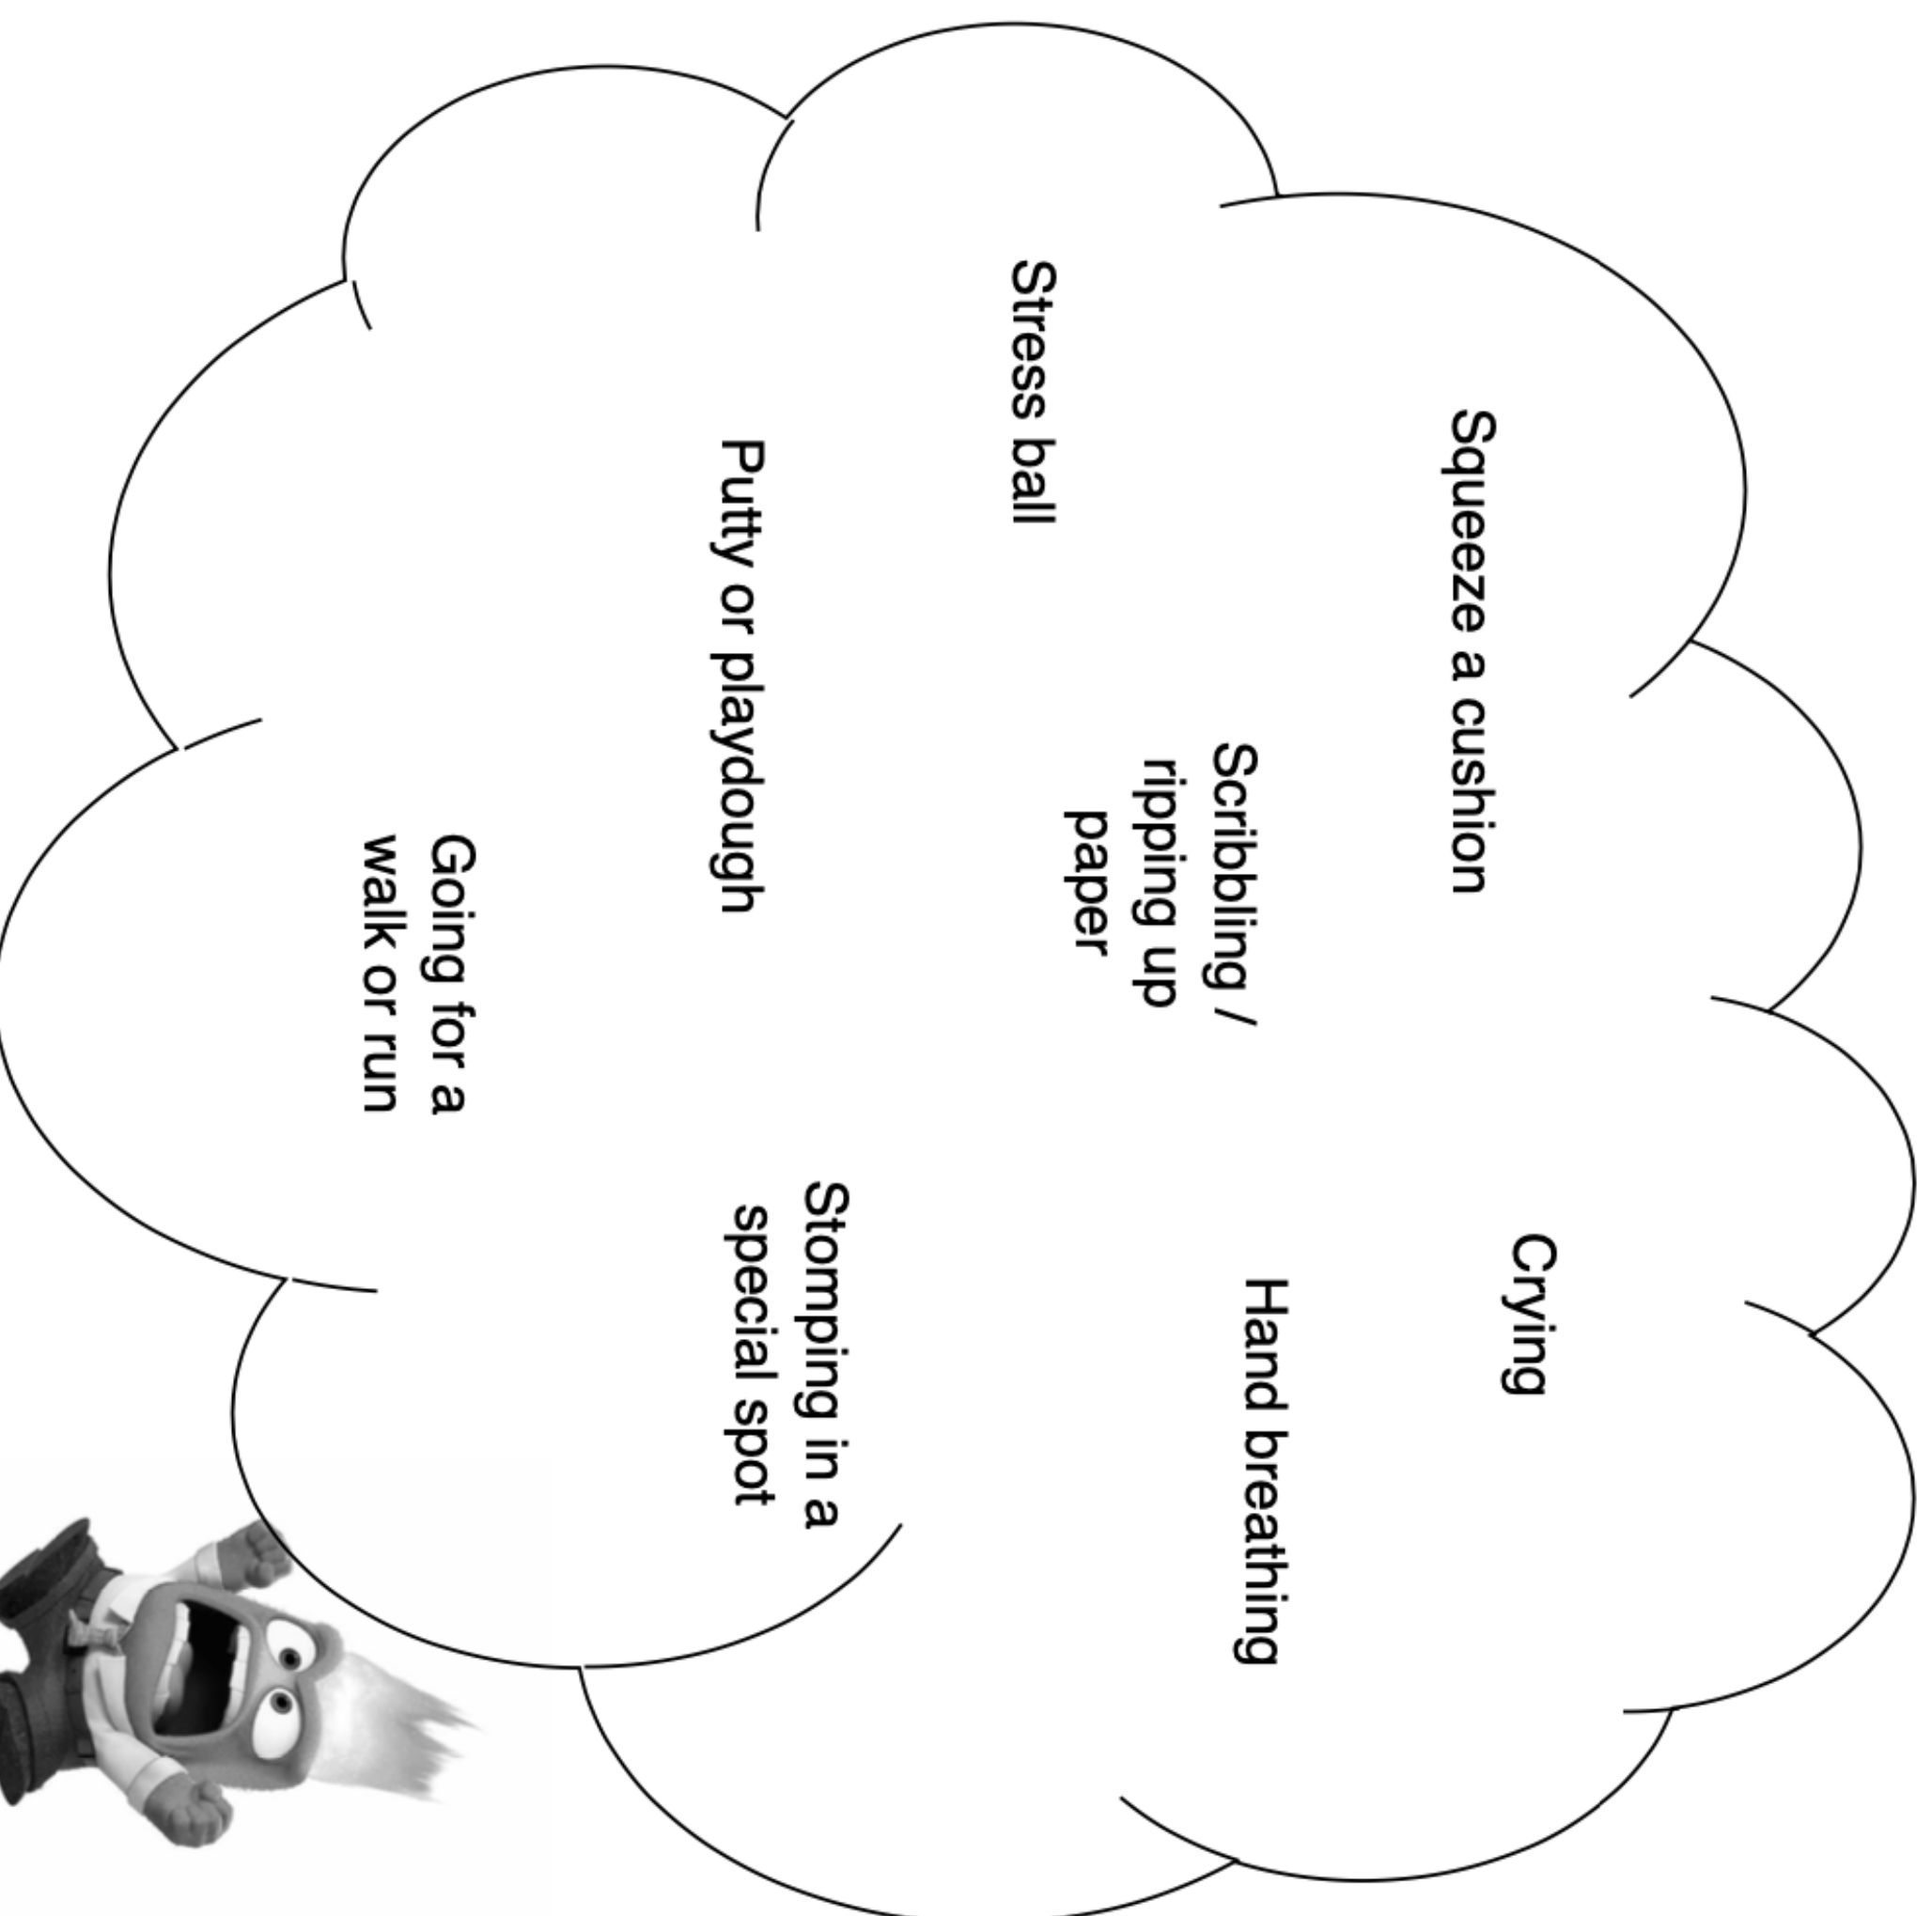 Squeeze a cushion
Crying
Stress ball
Scribbling /
ripping up
paper
Hand breathing
Putty or playdough
Stomping in a
special spot
Going for a
walk or run